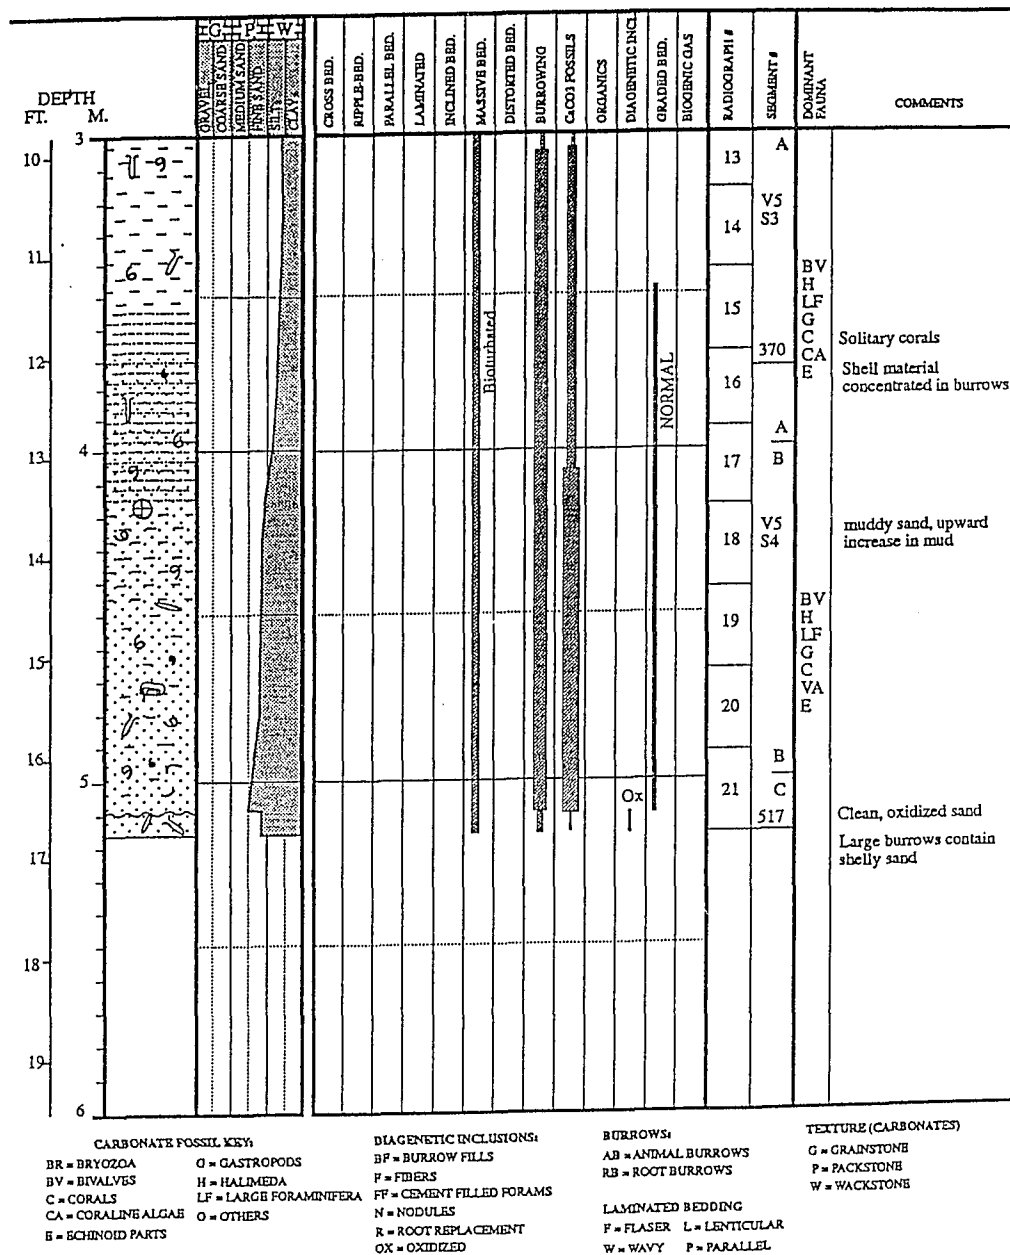 G P W
DEPTH
FT. M.
GRAVEL
COARSE SAND
MEDIUM SAND
FINE SAND
SILT
CLAY
CROSS BED.
RIPPLE-BED.
PARALLEL BED.
LAMINATED
INCLINED BED.
MASSIVE BED.
DISTORTED BED.
BURROWING
CaCO3 FOSSILS
ORGANICS
DIAGENETIC INCL.
GRADED BED.
BIOGENIC GAS
RADIOGRAPH #
SEGMENT #
DOMINANT
FAUNA
COMMENTS
3
10
11
12
13
4
14
15
16
5
17
18
19
6
Bioturbated
NORMAL
Ox
13
14
15
16
17
18
19
20
21
A
V5
S3
370
A
B
V5
S4
B
C
517
BV
H
LF
G
C
CA
E
BV
H
LF
G
C
VA
E
Solitary corals
Shell material
concentrated in burrows
muddy sand, upward
increase in mud
Clean, oxidized sand
Large burrows contain
shelly sand
CARBONATE FOSSIL KEY:
BR = BRYOZOA
BV = BIVALVES
C = CORALS
CA = CORALINE ALGAE
E = ECHINOID PARTS
G = GASTROPODS
H = HALIMEDA
LF = LARGE FORAMINIFERA
O = OTHERS
DIAGENETIC INCLUSIONS:
BF = BURROW FILLS
F = FIBERS
FF = CEMENT FILLED FORAMS
N = NODULES
R = ROOT REPLACEMENT
OX = OXIDIZED
BURROWS:
AB = ANIMAL BURROWS
RB = ROOT BURROWS
LAMINATED BEDDING
F = FLASER L = LENTICULAR
W = WAVY P = PARALLEL
TEXTURE (CARBONATES)
G = GRAINSTONE
P = PACKSTONE
W = WACKSTONE